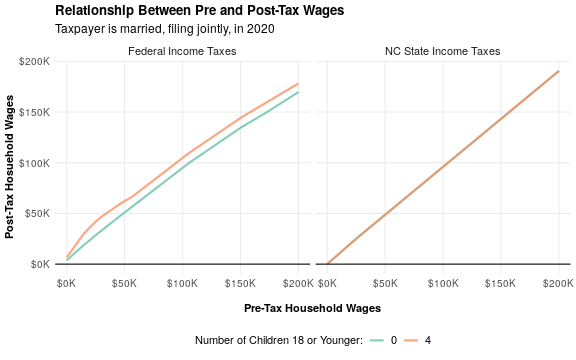 Relationship Between Pre and Post-Tax Wages
Taxpayer is married, filing jointly, in 2020
Federal Income Taxes
NC State Income Taxes
$200K
$150K
$100K
$50K
$0K
Post-Tax Hosuehold Wages
$0K $50K $100K $150K $200K
$0K $50K $100K $150K $200K
Pre-Tax Household Wages
Number of Children 18 or Younger: 0 4